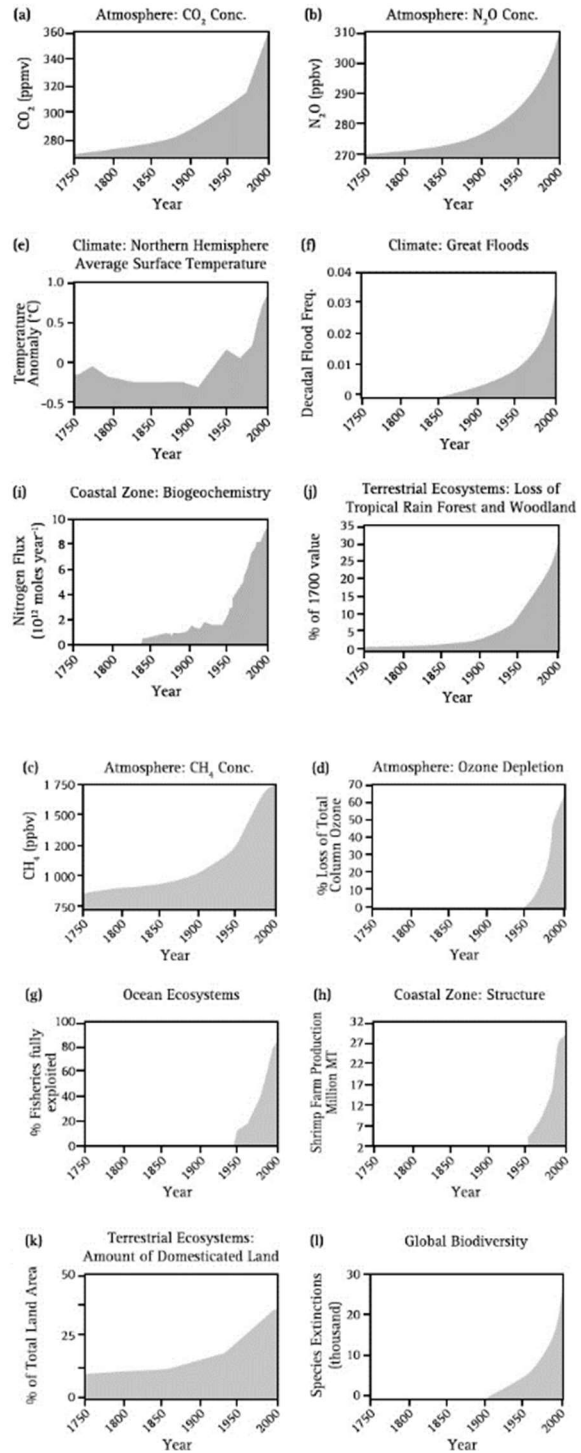 (a) Atmosphere: CO₂ Conc.
CO₂ (ppmv)
360
340
320
300
280
1750 1800 1850 1900 1950 2000
Year
(b) Atmosphere: N₂O Conc.
N₂O (ppbv)
310
300
290
280
270
1750 1800 1850 1900 1950 2000
Year
(e) Climate: Northern Hemisphere
Average Surface Temperature
Temperature
Anomaly (°C)
1.0
0.5
0
–0.5
1750 1800 1850 1900 1950 2000
Year
(f) Climate: Great Floods
Decadal Flood Freq.
0.04
0.03
0.02
0.01
0
1750 1800 1850 1900 1950 2000
Year
(i) Coastal Zone: Biogeochemistry
Nitrogen Flux
(10¹² moles year⁻¹)
10
8
6
4
2
0
1750 1800 1850 1900 1950 2000
Year
(j) Terrestrial Ecosystems: Loss of
Tropical Rain Forest and Woodland
% of 1700 value
35
30
25
20
15
10
5
0
1750 1800 1850 1900 1950 2000
Year
(c) Atmosphere: CH₄ Conc.
CH₄ (ppbv)
1 750
1 500
1 200
1 000
750
1750 1800 1850 1900 1950 2000
Year
(d) Atmosphere: Ozone Depletion
% Loss of Total
Column Ozone
70
60
50
40
30
20
10
0
1750 1800 1850 1900 1950 2000
Year
(g) Ocean Ecosystems
% Fisheries fully
exploited
100
80
60
40
20
0
1750 1800 1850 1900 1950 2000
Year
(h) Coastal Zone: Structure
Shrimp Farm Production
Million MT
32
27
22
17
12
7
2
1750 1800 1850 1900 1950 2000
Year
(k) Terrestrial Ecosystems:
Amount of Domesticated Land
% of Total Land Area
50
25
0
1750 1800 1850 1900 1950 2000
Year
(l) Global Biodiversity
Species Extinctions
(thousand)
30
20
10
0
1750 1800 1850 1900 1950 2000
Year